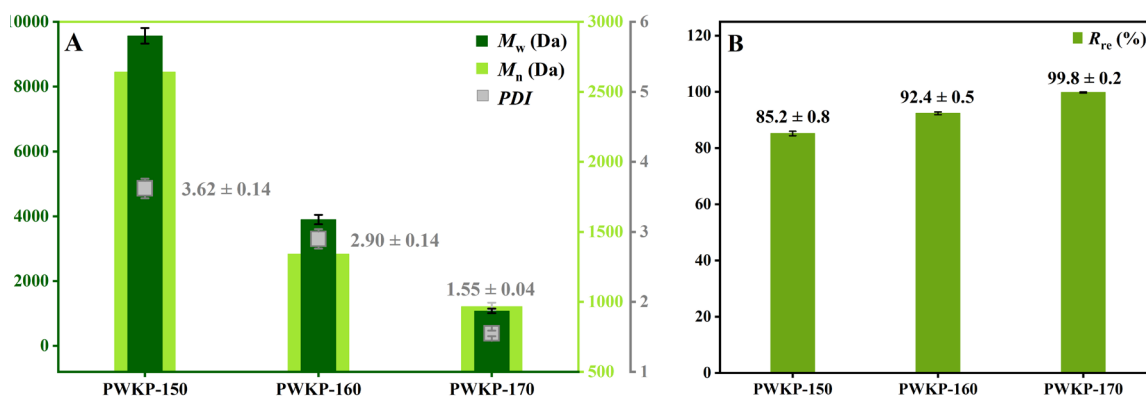 A
Mw (Da)
Mn (Da)
PDI
10000
8000
6000
4000
2000
0
3.62 ± 0.14
2.90 ± 0.14
1.55 ± 0.04
3000
2500
2000
1500
1000
500
6
5
4
3
2
1
PWKP-150
PWKP-160
PWKP-170
B
Rre (%)
120
100
80
60
40
20
0
85.2 ± 0.8
92.4 ± 0.5
99.8 ± 0.2
PWKP-150
PWKP-160
PWKP-170